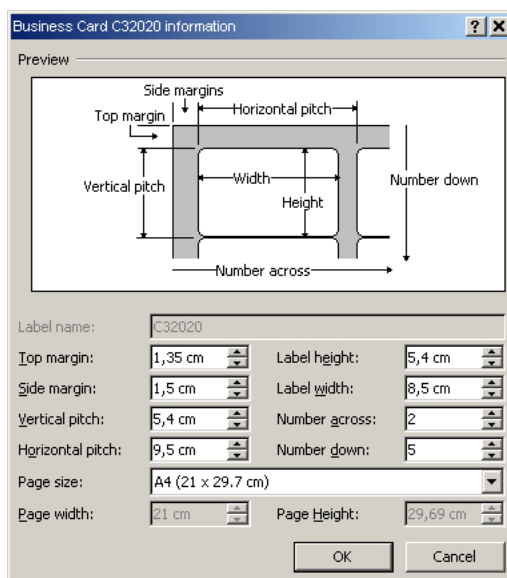 Business Card C32020 information
Preview
Side margins
Top margin
Horizontal pitch
Vertical pitch
Width
Height
Number down
Number across
Label name: C32020
Top margin: 1,35 cm Label height: 5,4 cm
Side margin: 1,5 cm Label width: 8,5 cm
Vertical pitch: 5,4 cm Number across: 2
Horizontal pitch: 9,5 cm Number down: 5
Page size: A4 (21 x 29.7 cm)
Page width: 21 cm Page Height: 29,69 cm
OK Cancel